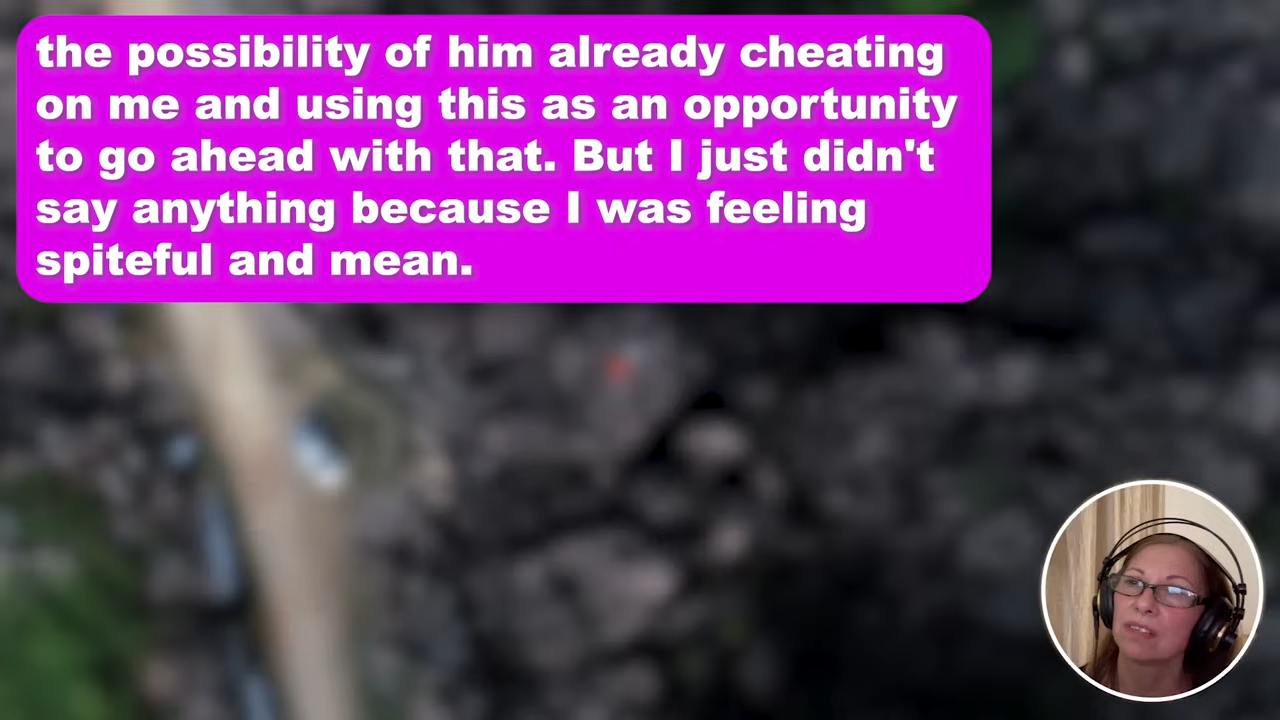 the possibility of him already cheating
on me and using this as an opportunity
to go ahead with that. But I just didn't
say anything because I was feeling
spiteful and mean.